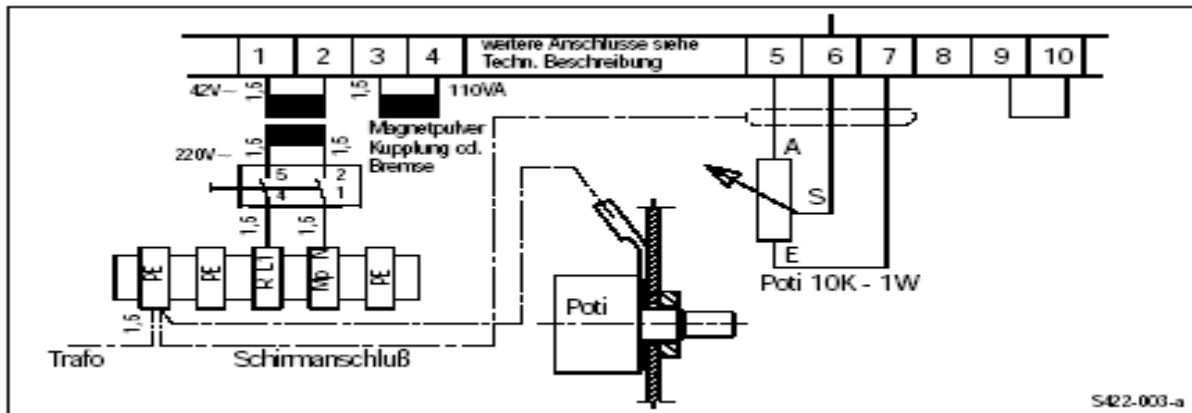 1 2 3 4 weitere Anschlusse siehe 5 6 7 8 9 10
Techn. Beschreibung
42V~ 1,5 1,5 110VA
Magnetpulver
Kupplung od.
Bremse
220V~ 1,5 1,5
5 2
4 1
1,5 1,5
A
S
E
Poti 10K - 1W
PE PE R L1 Mp N PE
Poti
1,5
Trafo Schirmanschluß
S422-003-a